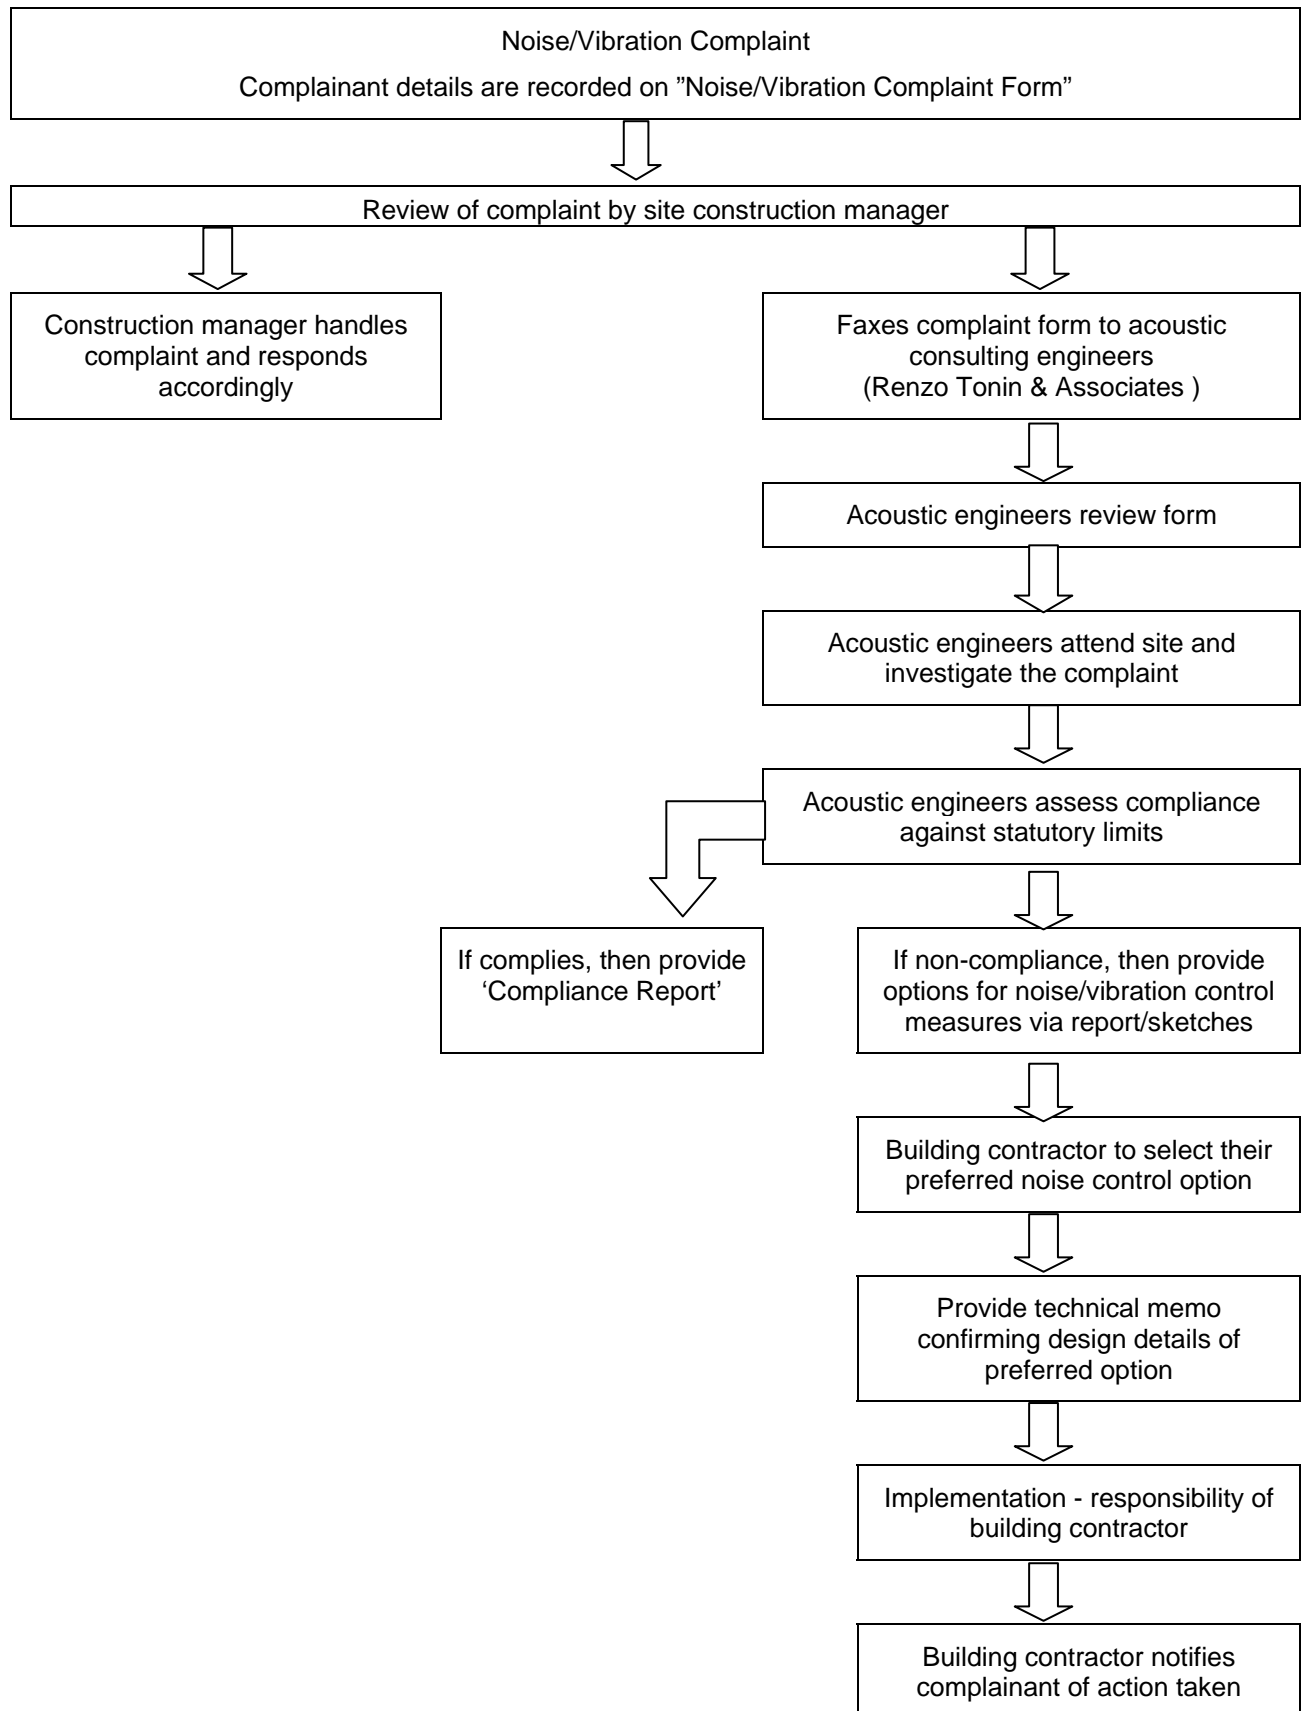 Noise/Vibration Complaint
Complainant details are recorded on ”Noise/Vibration Complaint Form”
Review of complaint by site construction manager
Construction manager handles
complaint and responds
accordingly
Faxes complaint form to acoustic
consulting engineers
(Renzo Tonin & Associates )
Acoustic engineers review form
Acoustic engineers attend site and
investigate the complaint
Acoustic engineers assess compliance
against statutory limits
If complies, then provide
‘Compliance Report’
If non-compliance, then provide
options for noise/vibration control
measures via report/sketches
Building contractor to select their
preferred noise control option
Provide technical memo
confirming design details of
preferred option
Implementation - responsibility of
building contractor
Building contractor notifies
complainant of action taken